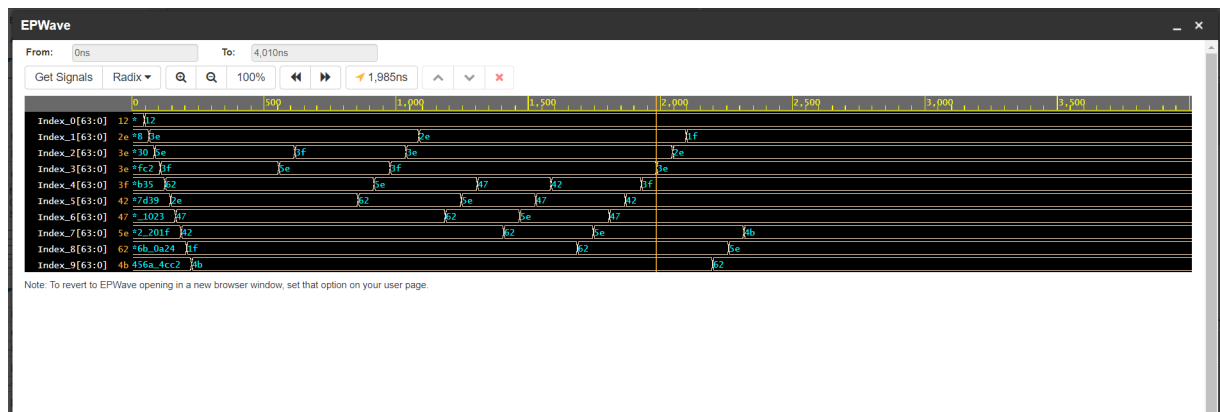 EPWave
From: 0ns To: 4,010ns
Get Signals Radix 100% 1,985ns
0 500 1,000 1,500 2,000 2,500 3,000 3,500
Index_0[63:0] 12 * 12
Index_1[63:0] 2e *8 3e 2e 1f
Index_2[63:0] 3e *30 5e 3f 3e 2e
Index_3[63:0] 3e *fc2 3f 5e 3f 3e
Index_4[63:0] 3f *b35 62 5e 47 42 3f
Index_5[63:0] 42 *7d39 2e 62 5e 47 42
Index_6[63:0] 47 *_1023 47 62 5e 47
Index_7[63:0] 5e *2_201f 42 62 5e 4b
Index_8[63:0] 62 *6b_0a24 1f 62 5e
Index_9[63:0] 4b 456a_4cc2 4b 62
Note: To revert to EPWave opening in a new browser window, set that option on your user page.